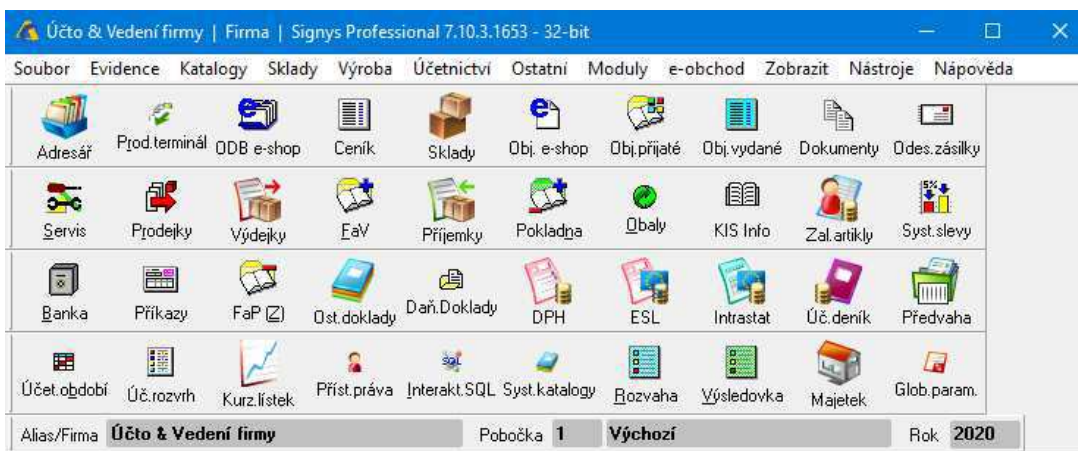 Účto & Vedení firmy | Firma | Signys Professional 7.10.3.1653 - 32-bit
Soubor Evidence Katalogy Sklady Výroba Účetnictví Ostatní Moduly e-obchod Zobrazit Nástroje Nápověda
Adresář Prod.terminál ODB e-shop Ceník Sklady Obj. e-shop Obj.přijaté Obj.vydané Dokumenty Odes.zásilky
Servis Prodejky Výdejky FaV Příjemky Pokladna Obaly KIS Info Zal.artikly Syst.slevy
Banka Příkazy FaP (Z) Ost.doklady Daň.Doklady DPH ESL Intrastat Úč.deník Předvaha
Účet.období Úč.rozvrh Kurz.lístek Příst.práva Interakt.SQL Syst.katalogy Rozvaha Výsledovka Majetek Glob.param.
Alias/Firma Účto & Vedení firmy Pobočka 1 Výchozí Rok 2020